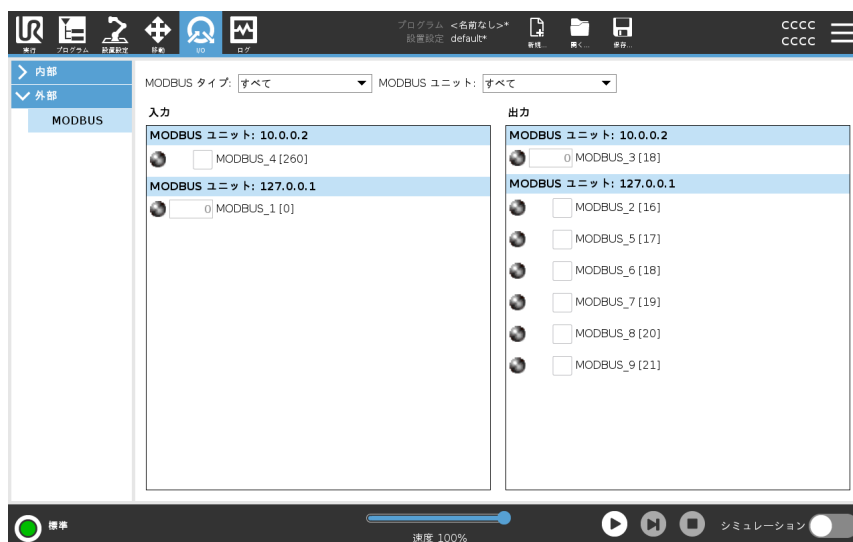 UR
実行
プログラム
設置設定
移動
I/O
ログ
プログラム <名前なし>*
設置設定 default*
新規...
開く...
保存...
CCCC
CCCC
内部
外部
MODBUS
MODBUS タイプ: すべて
MODBUS ユニット: すべて
入力
MODBUS ユニット: 10.0.0.2
MODBUS_4 [260]
MODBUS ユニット: 127.0.0.1
0 MODBUS_1 [0]
出力
MODBUS ユニット: 10.0.0.2
0 MODBUS_3 [18]
MODBUS ユニット: 127.0.0.1
MODBUS_2 [16]
MODBUS_5 [17]
MODBUS_6 [18]
MODBUS_7 [19]
MODBUS_8 [20]
MODBUS_9 [21]
標準
速度 100%
シミュレーション